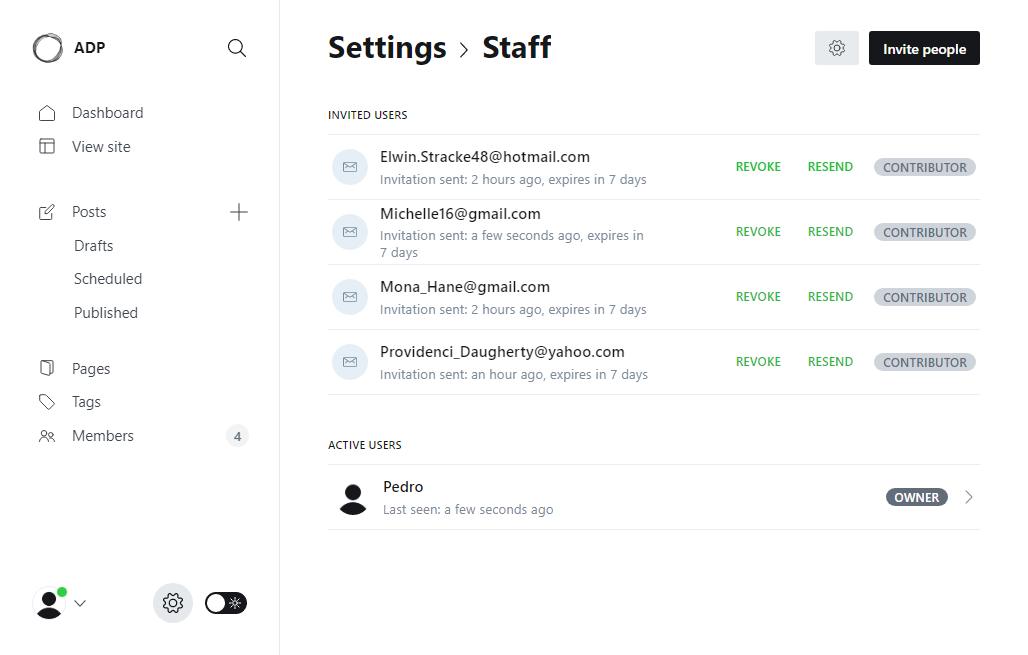 ADP
Dashboard
View site
Posts
Drafts
Scheduled
Published
Pages
Tags
Members 4
Settings Staff
Invite people
INVITED USERS
Elwin.Stracke48@hotmail.com
Invitation sent: 2 hours ago, expires in 7 days
REVOKE RESEND CONTRIBUTOR
Michelle16@gmail.com
Invitation sent: a few seconds ago, expires in
7 days
REVOKE RESEND CONTRIBUTOR
Mona_Hane@gmail.com
Invitation sent: 2 hours ago, expires in 7 days
REVOKE RESEND CONTRIBUTOR
Providenci_Daugherty@yahoo.com
Invitation sent: an hour ago, expires in 7 days
REVOKE RESEND CONTRIBUTOR
ACTIVE USERS
Pedro
Last seen: a few seconds ago
OWNER